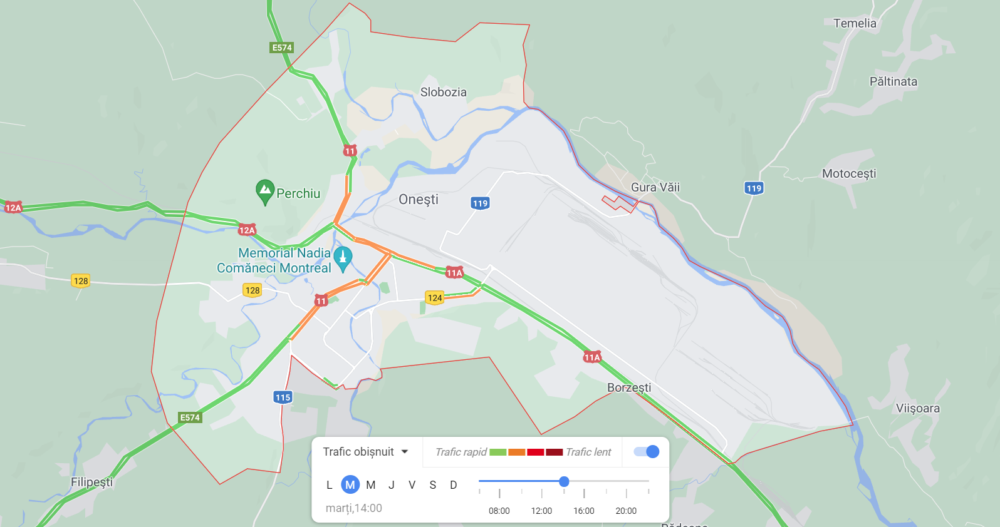 Temelia
E574
Păltinata
Slobozia
11
Motocești
Gura Văii
119
Perchiu
Onești
119
12A
12A
Memorial Nadia
Comăneci Montreal
11A
128
128
124
11
11A
Borzești
115
Viișoara
E574
Filipești
Trafic obișnuit
Trafic rapid
Trafic lent
L M M J V S D
marți,14:00
08:00 12:00 16:00 20:00